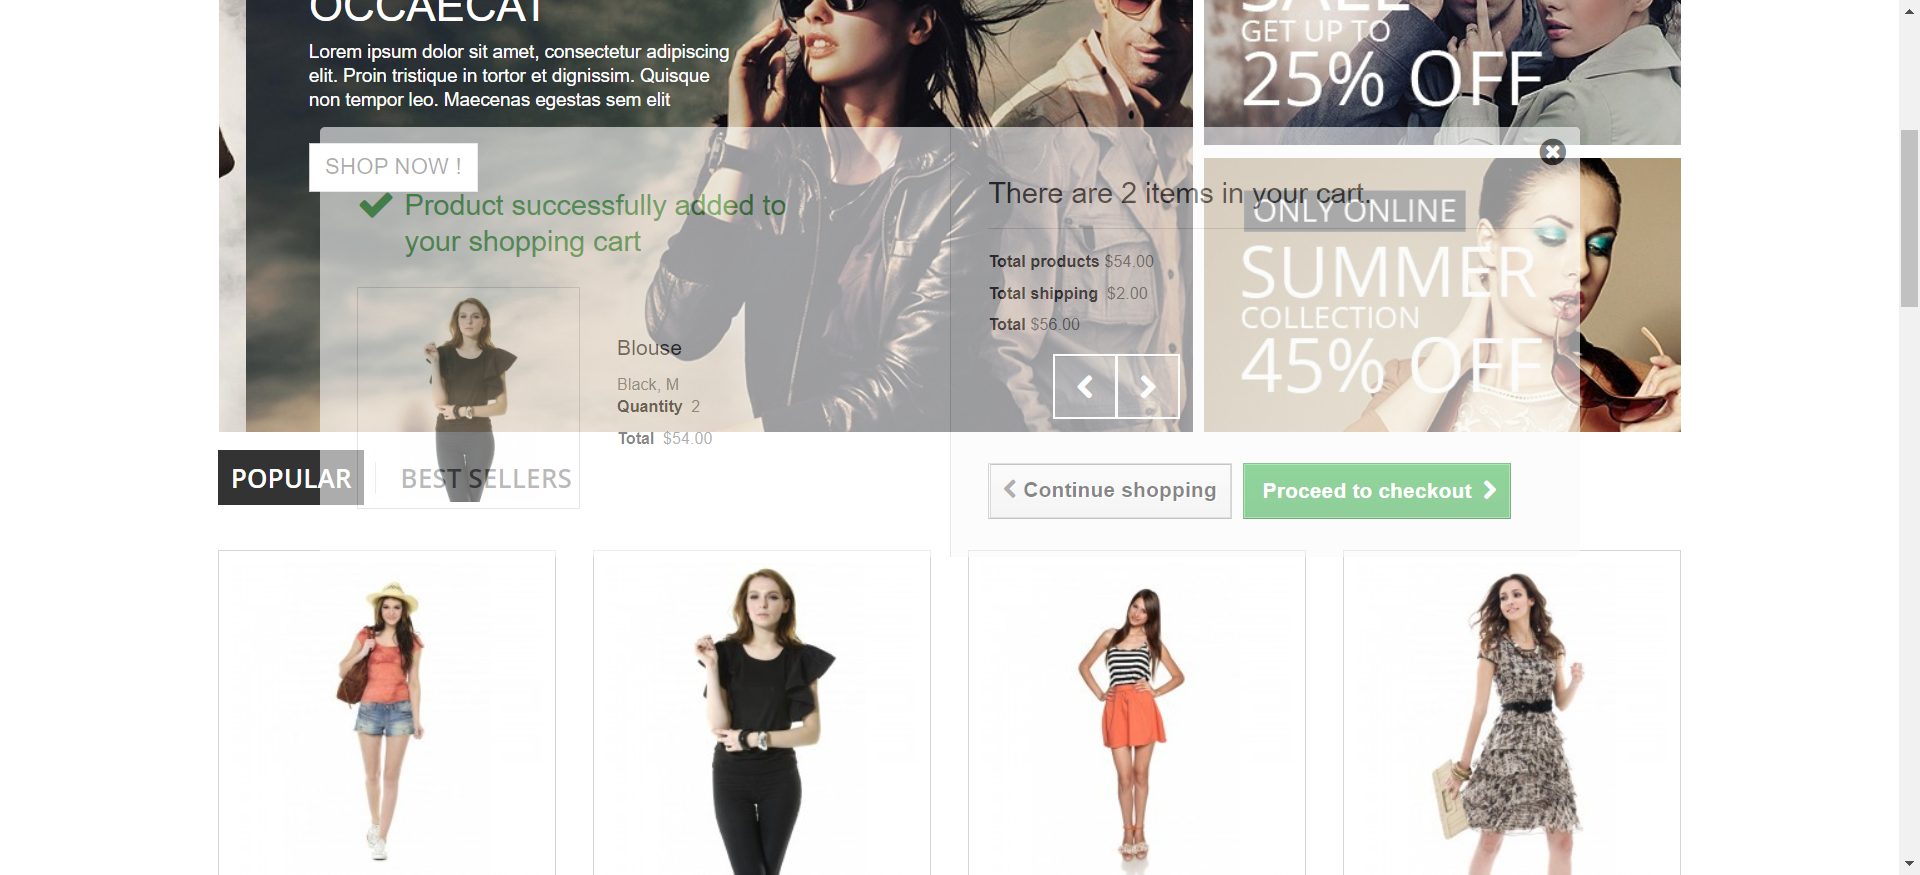 OCCAECAT
Lorem ipsum dolor sit amet, consectetur adipiscing
elit. Proin tristique in tortor et dignissim. Quisque
non tempor leo. Maecenas egestas sem elit
SHOP NOW !
SALE
GET UP TO
25% OFF
Product successfully added to
your shopping cart
Blouse
Black, M
Quantity 2
Total $54.00
There are 2 items in your cart.
Total products $54.00
Total shipping $2.00
Total $56.00
Continue shopping
Proceed to checkout
ONLY ONLINE
SUMMER
COLLECTION
45% OFF
POPULAR
BEST SELLERS